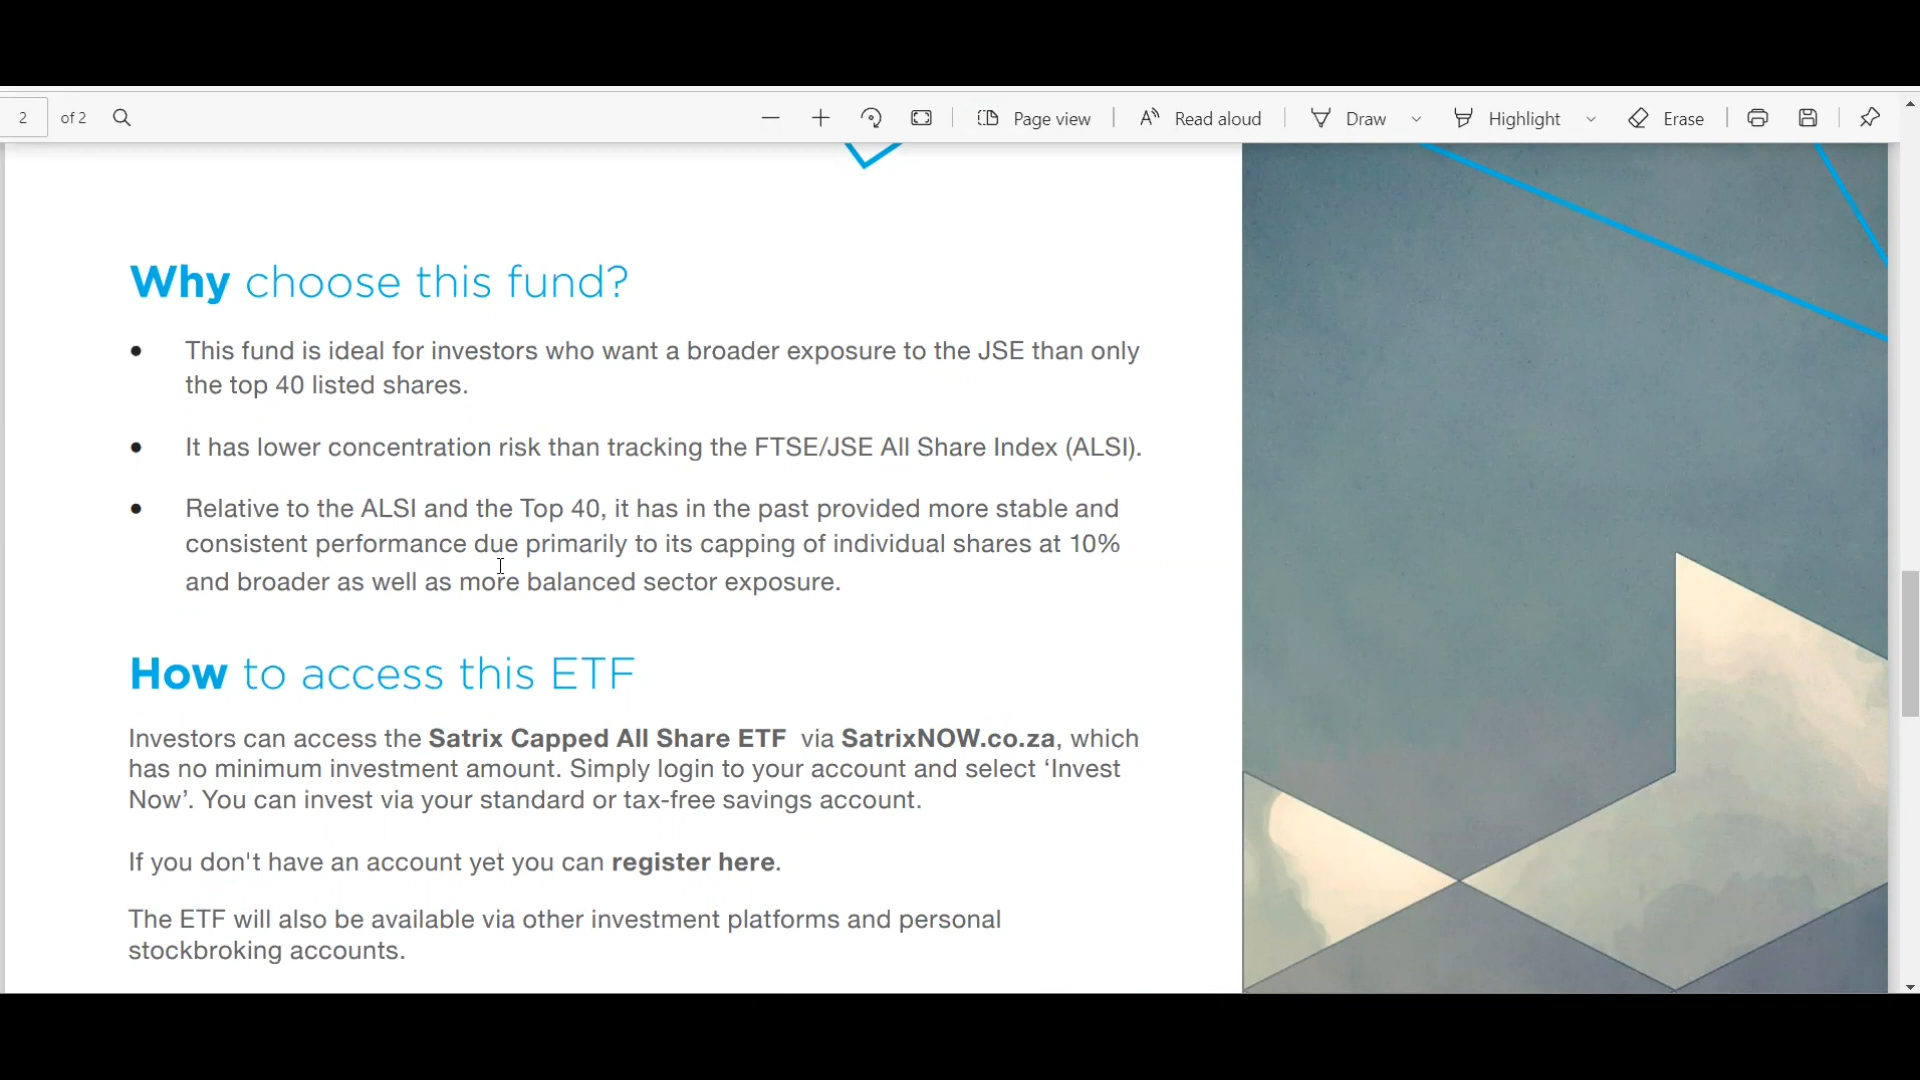 2 of 2 Page view Read aloud Draw Highlight Erase
Why choose this fund?
• This fund is ideal for investors who want a broader exposure to the JSE than only
the top 40 listed shares.
• It has lower concentration risk than tracking the FTSE/JSE All Share Index (ALSI).
• Relative to the ALSI and the Top 40, it has in the past provided more stable and
consistent performance due primarily to its capping of individual shares at 10%
and broader as well as more balanced sector exposure.
How to access this ETF
Investors can access the Satrix Capped All Share ETF via SatrixNOW.co.za, which
has no minimum investment amount. Simply login to your account and select ‘Invest
Now’. You can invest via your standard or tax-free savings account.
If you don't have an account yet you can register here.
The ETF will also be available via other investment platforms and personal
stockbroking accounts.